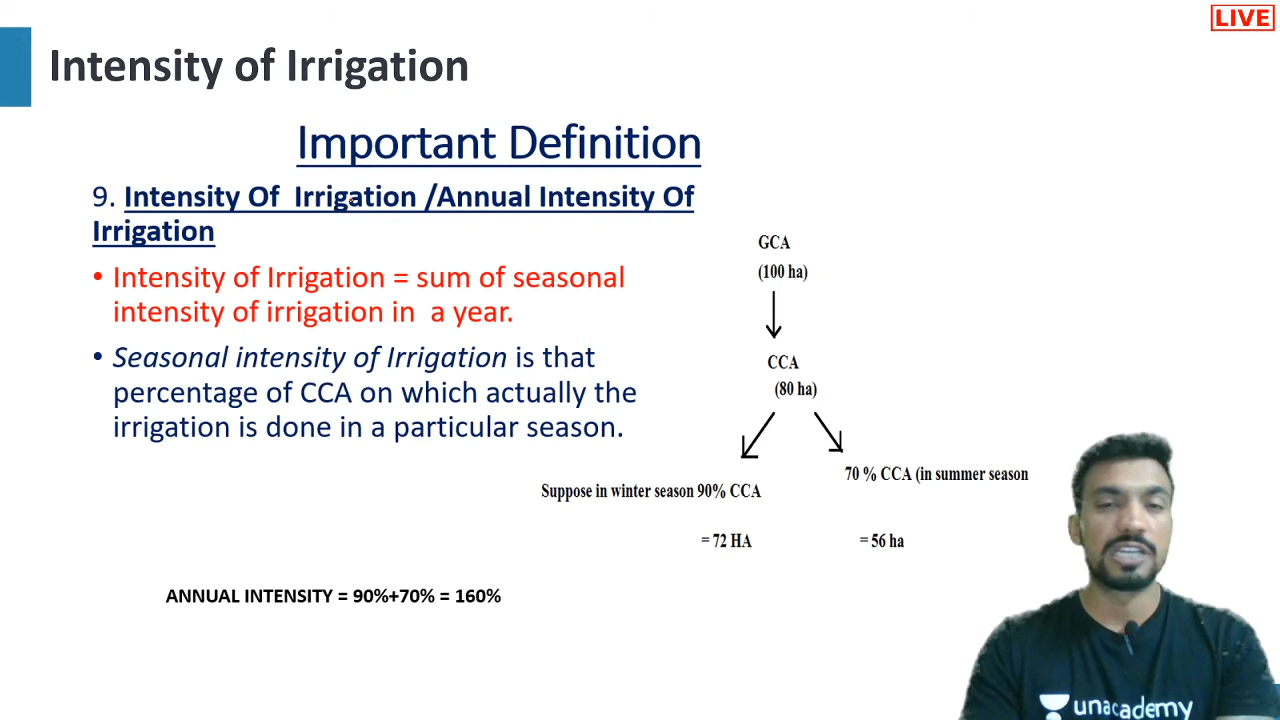 LIVE
Intensity of Irrigation
Important Definition
9. Intensity Of Irrigation /Annual Intensity Of
Irrigation
• Intensity of Irrigation = sum of seasonal
intensity of irrigation in a year.
• Seasonal intensity of Irrigation is that
percentage of CCA on which actually the
irrigation is done in a particular season.
GCA
(100 ha)
CCA
(80 ha)
70 % CCA (in summer season
Suppose in winter season 90% CCA
= 72 HA
= 56 ha
ANNUAL INTENSITY = 90%+70% = 160%
unacademy